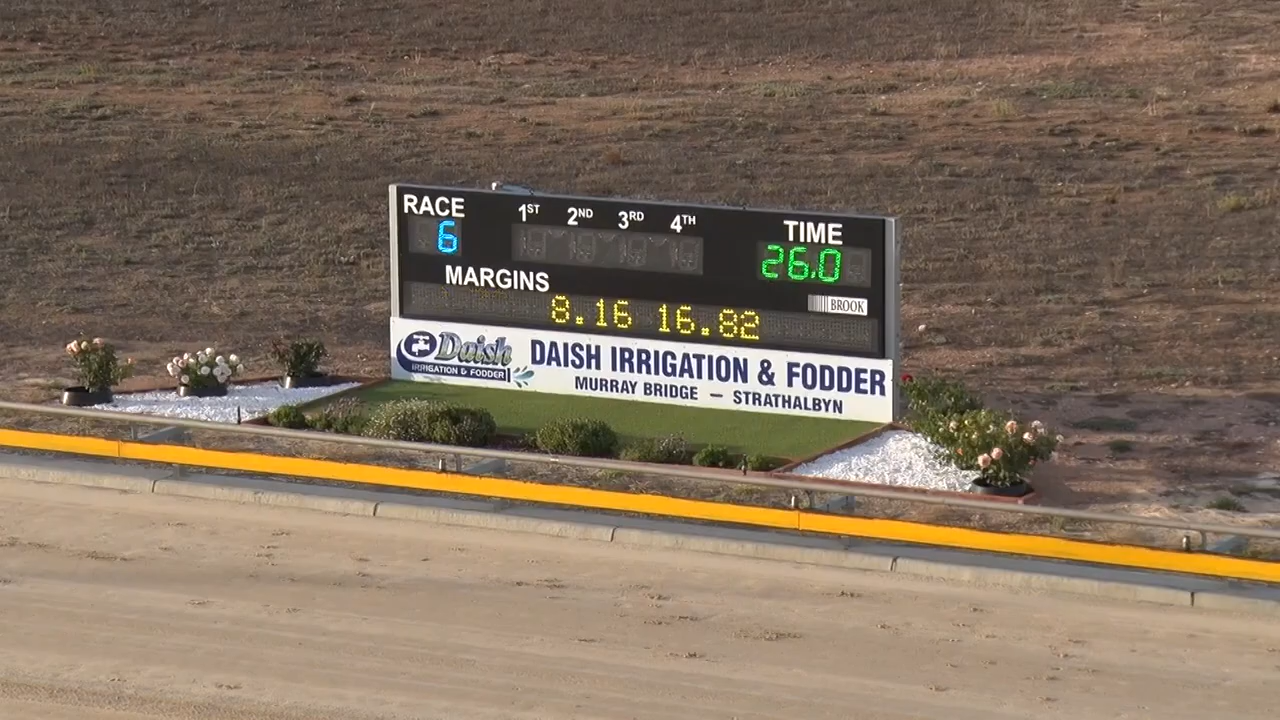 RACE 1ST 2ND 3RD 4TH TIME
6 26.0
MARGINS
BROOK
8.16 16.82
Daish
IRRIGATION & FODDER
DAISH IRRIGATION & FODDER
MURRAY BRIDGE – STRATHALBYN